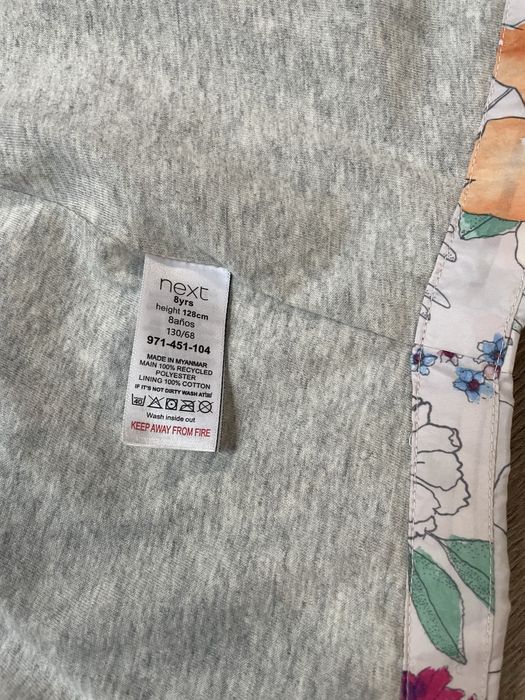 next
8yrs
height 128cm
8años
130/68
971-451-104
MADE IN MYANMAR
MAIN 100% RECYCLED
POLYESTER
LINING 100% COTTON
IF IT'S NOT DIRTY WASH AT
40
Wash inside out
KEEP AWAY FROM FIRE